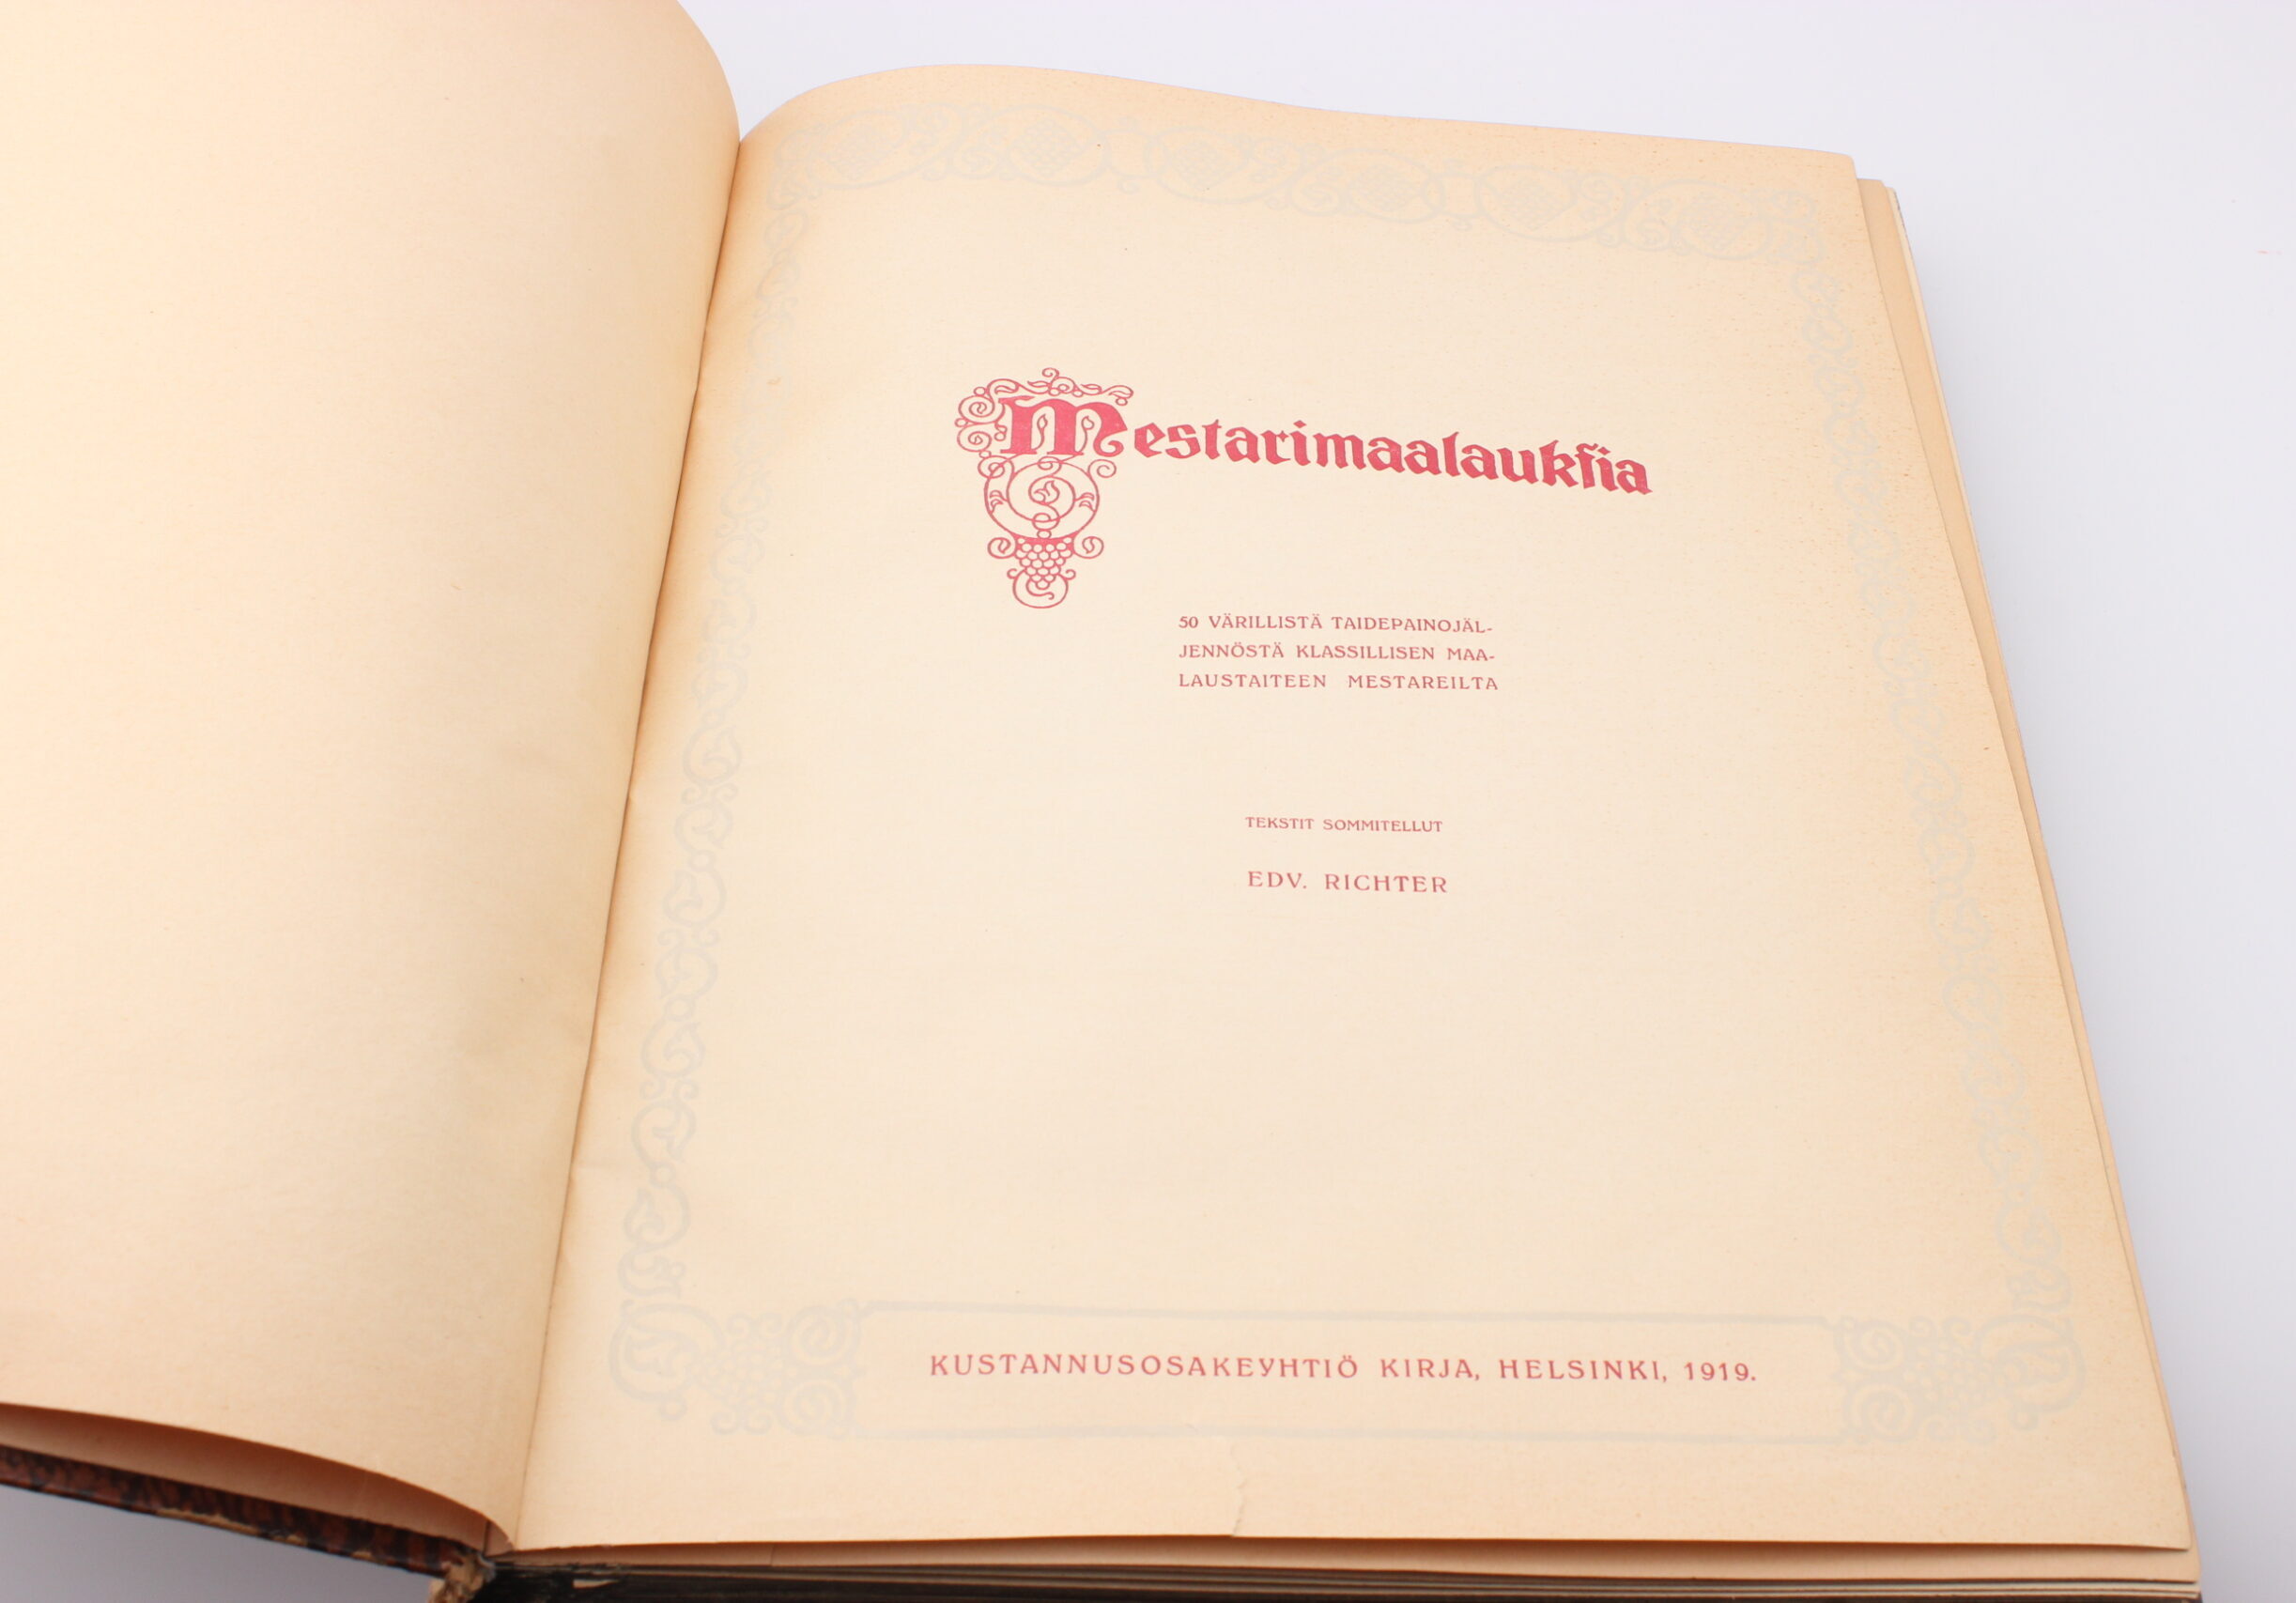 Mestarimaalaukſia
50 VÄRILLISTÄ TAIDEPAINOJÄL-
JENNÖSTÄ KLASSILLISEN MAA-
LAUSTAITEEN MESTAREILTA
TEKSTIT SOMMITELLUT
EDV. RICHTER
KUSTANNUSOSAKEYHTIÖ KIRJA, HELSINKI, 1919.